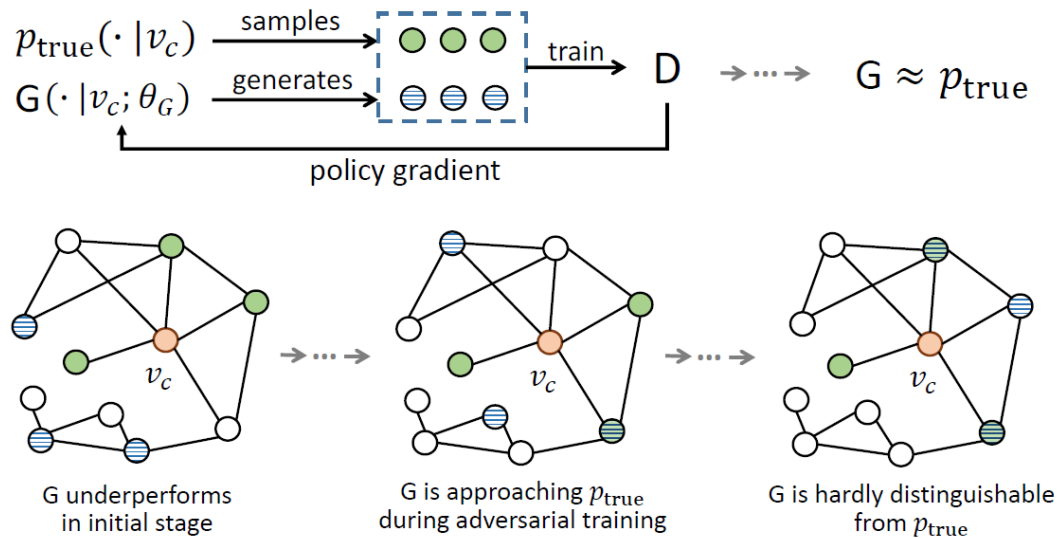 p_true(· |v_c) samples
G(· |v_c; θ_G) generates
train D ... G ≈ p_true
policy gradient
v_c ... v_c ... v_c
G underperforms
in initial stage
G is approaching p_true
during adversarial training
G is hardly distinguishable
from p_true